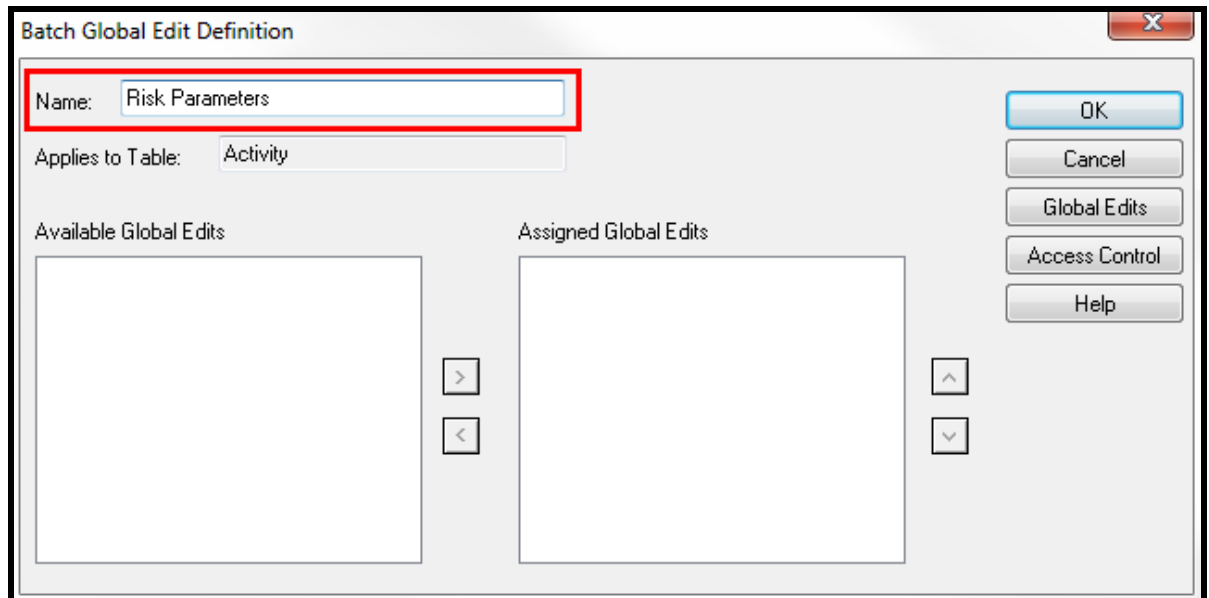 Batch Global Edit Definition
X
Name: Risk Parameters
OK
Applies to Table: Activity
Cancel
Global Edits
Available Global Edits Assigned Global Edits
Access Control
Help
>
<